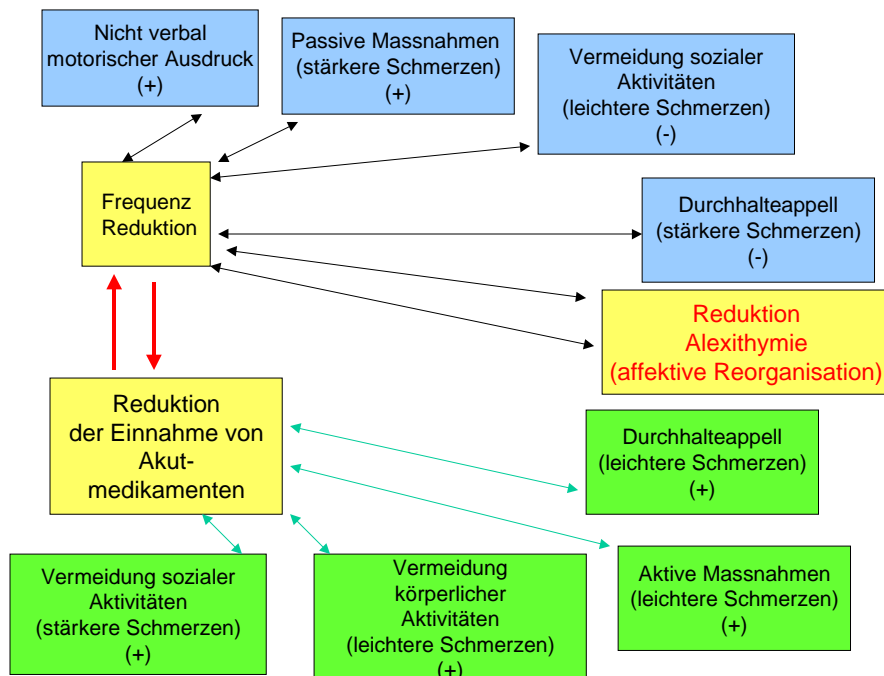 Nicht verbal
motorischer Ausdruck
(+)
Passive Massnahmen
(stärkere Schmerzen)
(+)
Vermeidung sozialer
Aktivitäten
(leichtere Schmerzen)
(-)
Frequenz
Reduktion
Durchhalteappell
(stärkere Schmerzen)
(-)
Reduktion
Alexithymie
(affektive Reorganisation)
Reduktion
der Einnahme von
Akut-
medikamenten
Durchhalteappell
(leichtere Schmerzen)
(+)
Vermeidung sozialer
Aktivitäten
(stärkere Schmerzen)
(+)
Vermeidung
körperlicher
Aktivitäten
(leichtere Schmerzen)
(+)
Aktive Massnahmen
(leichtere Schmerzen)
(+)